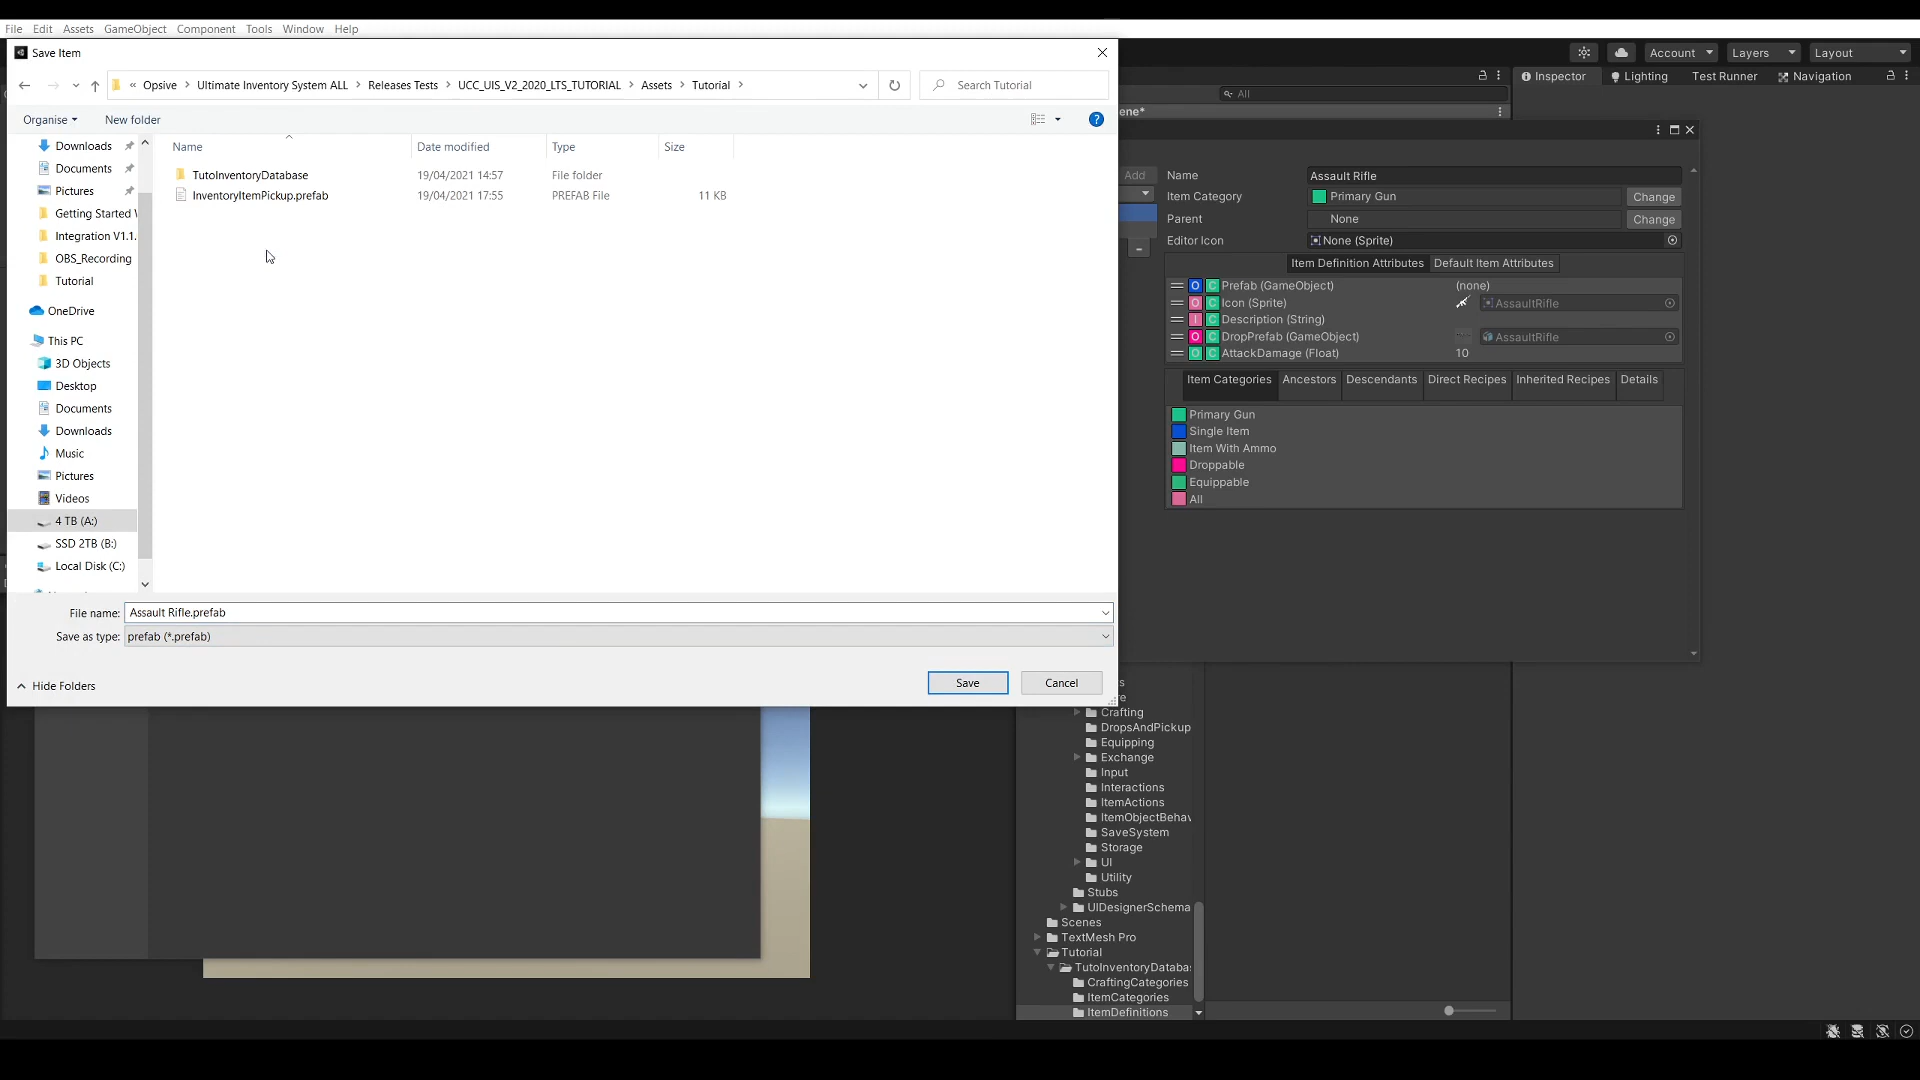 File Edit Assets GameObject Component Tools Window Help
Save Item
Account Layers Layout
« Opsive Ultimate Inventory System ALL Releases Tests UCC_UIS_V2_2020_LTS_TUTORIAL Assets Tutorial
Search Tutorial
Inspector Lighting Test Runner Navigation
All
ene*
Organise New folder
Name Date modified Type Size
TutoInventoryDatabase 19/04/2021 14:57 File folder
InventoryItemPickup.prefab 19/04/2021 17:55 PREFAB File 11 KB
Downloads
Documents
Pictures
Getting Started
Integration V1.1.
OBS_Recording
Tutorial
OneDrive
This PC
3D Objects
Desktop
Documents
Downloads
Music
Pictures
Videos
4 TB (A:)
SSD 2TB (B:)
Local Disk (C:)
File name: Assault Rifle.prefab
Save as type: prefab (*.prefab)
Hide Folders
Save Cancel
Add
Name Assault Rifle
Item Category Primary Gun Change
Parent None Change
Editor Icon None (Sprite)
Item Definition Attributes Default Item Attributes
O C Prefab (GameObject) (none)
O C Icon (Sprite) AssaultRifle
I C Description (String)
O C DropPrefab (GameObject) AssaultRifle
O C AttackDamage (Float) 10
Item Categories Ancestors Descendants Direct Recipes Inherited Recipes Details
Primary Gun
Single Item
Item With Ammo
Droppable
Equippable
All
Crafting
DropsAndPickup
Equipping
Exchange
Input
Interactions
ItemActions
ItemObjectBehav
SaveSystem
Storage
UI
Utility
Stubs
UIDesignerSchema
Scenes
TextMesh Pro
Tutorial
TutoInventoryDataba
CraftingCategories
ItemCategories
ItemDefinitions